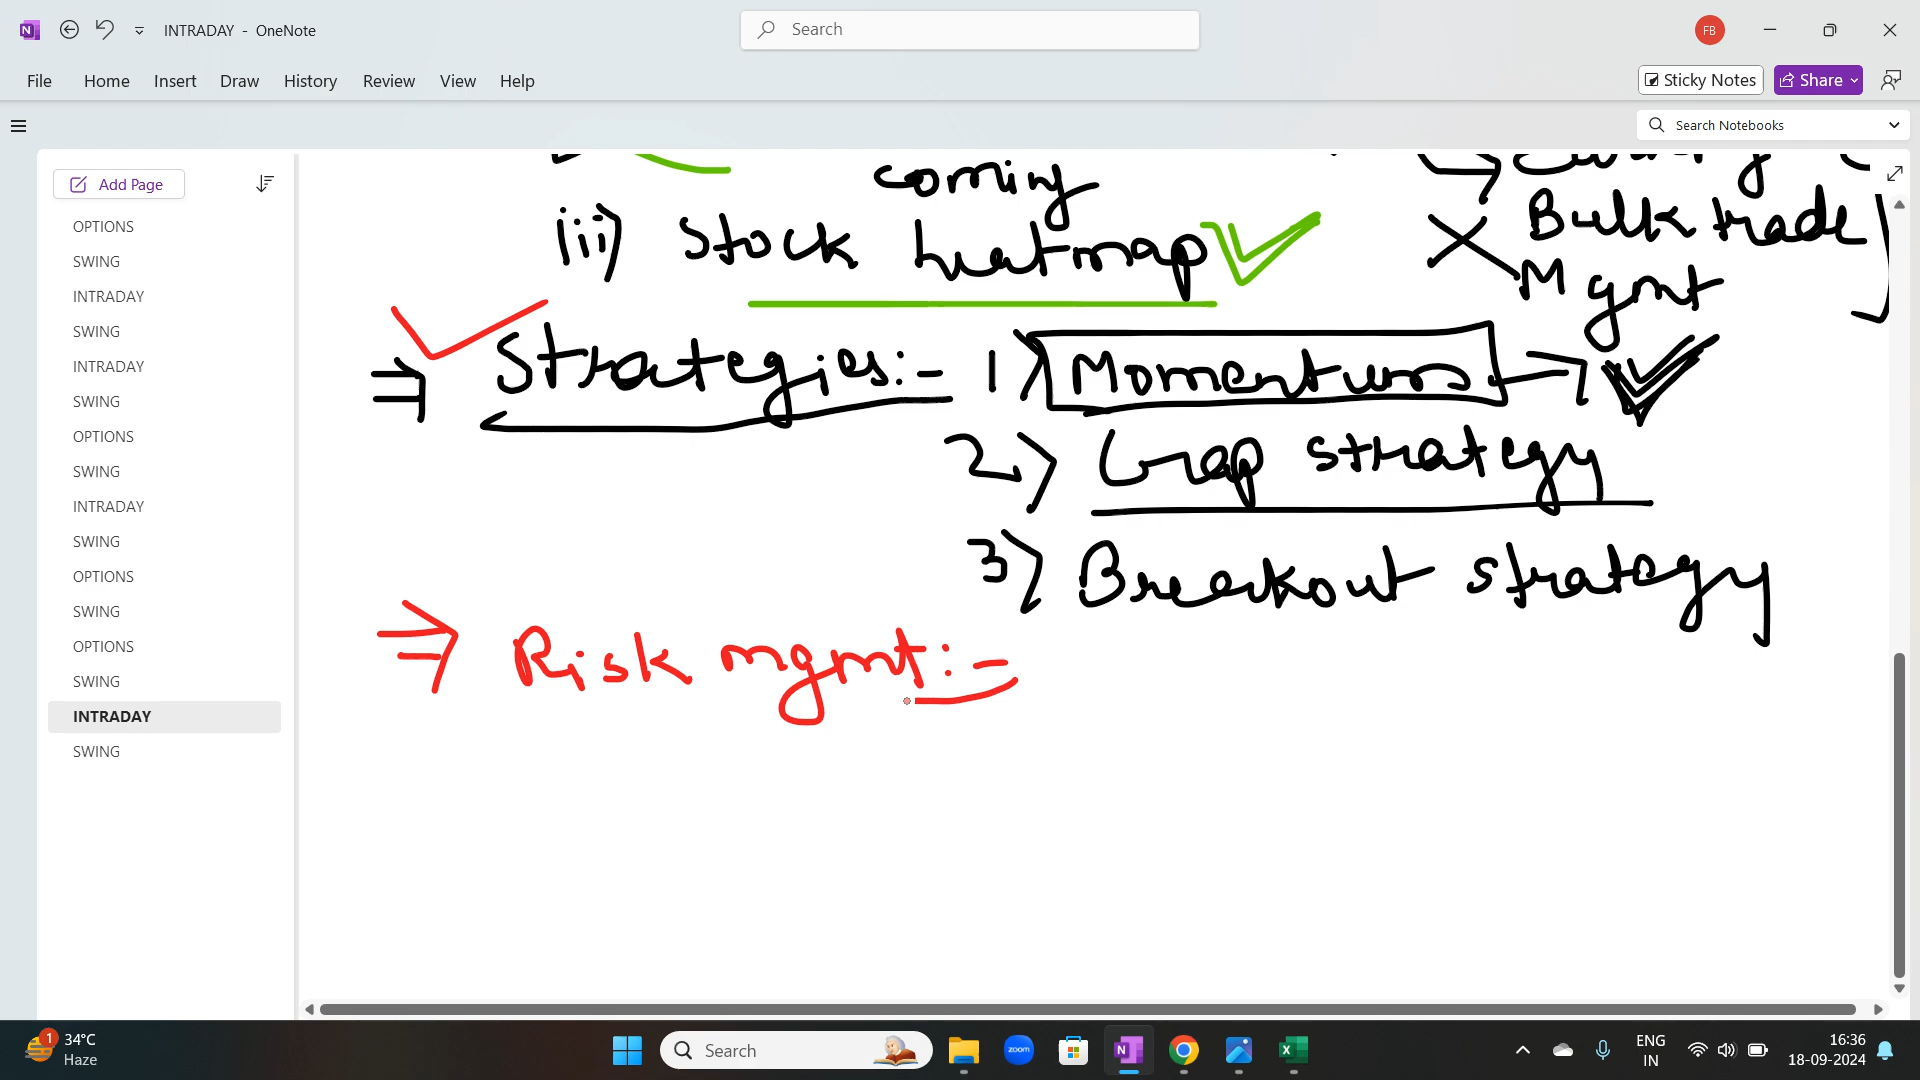 INTRADAY - OneNote
Search
FB
File Home Insert Draw History Review View Help
Sticky Notes
Share
Search Notebooks
Add Page
OPTIONS
SWING
INTRADAY
SWING
INTRADAY
SWING
OPTIONS
SWING
INTRADAY
SWING
OPTIONS
SWING
OPTIONS
SWING
INTRADAY
SWING
coming
(iii) Stock heatmap
Bulk trade
Mgmt
⇒ Strategies:- 1) Momentum
2) Gap strategy
3) Breakout strategy
⇒ Risk mgmt:-
1
34°C
Haze
Search
zoom
ENG
IN
16:36
18-09-2024